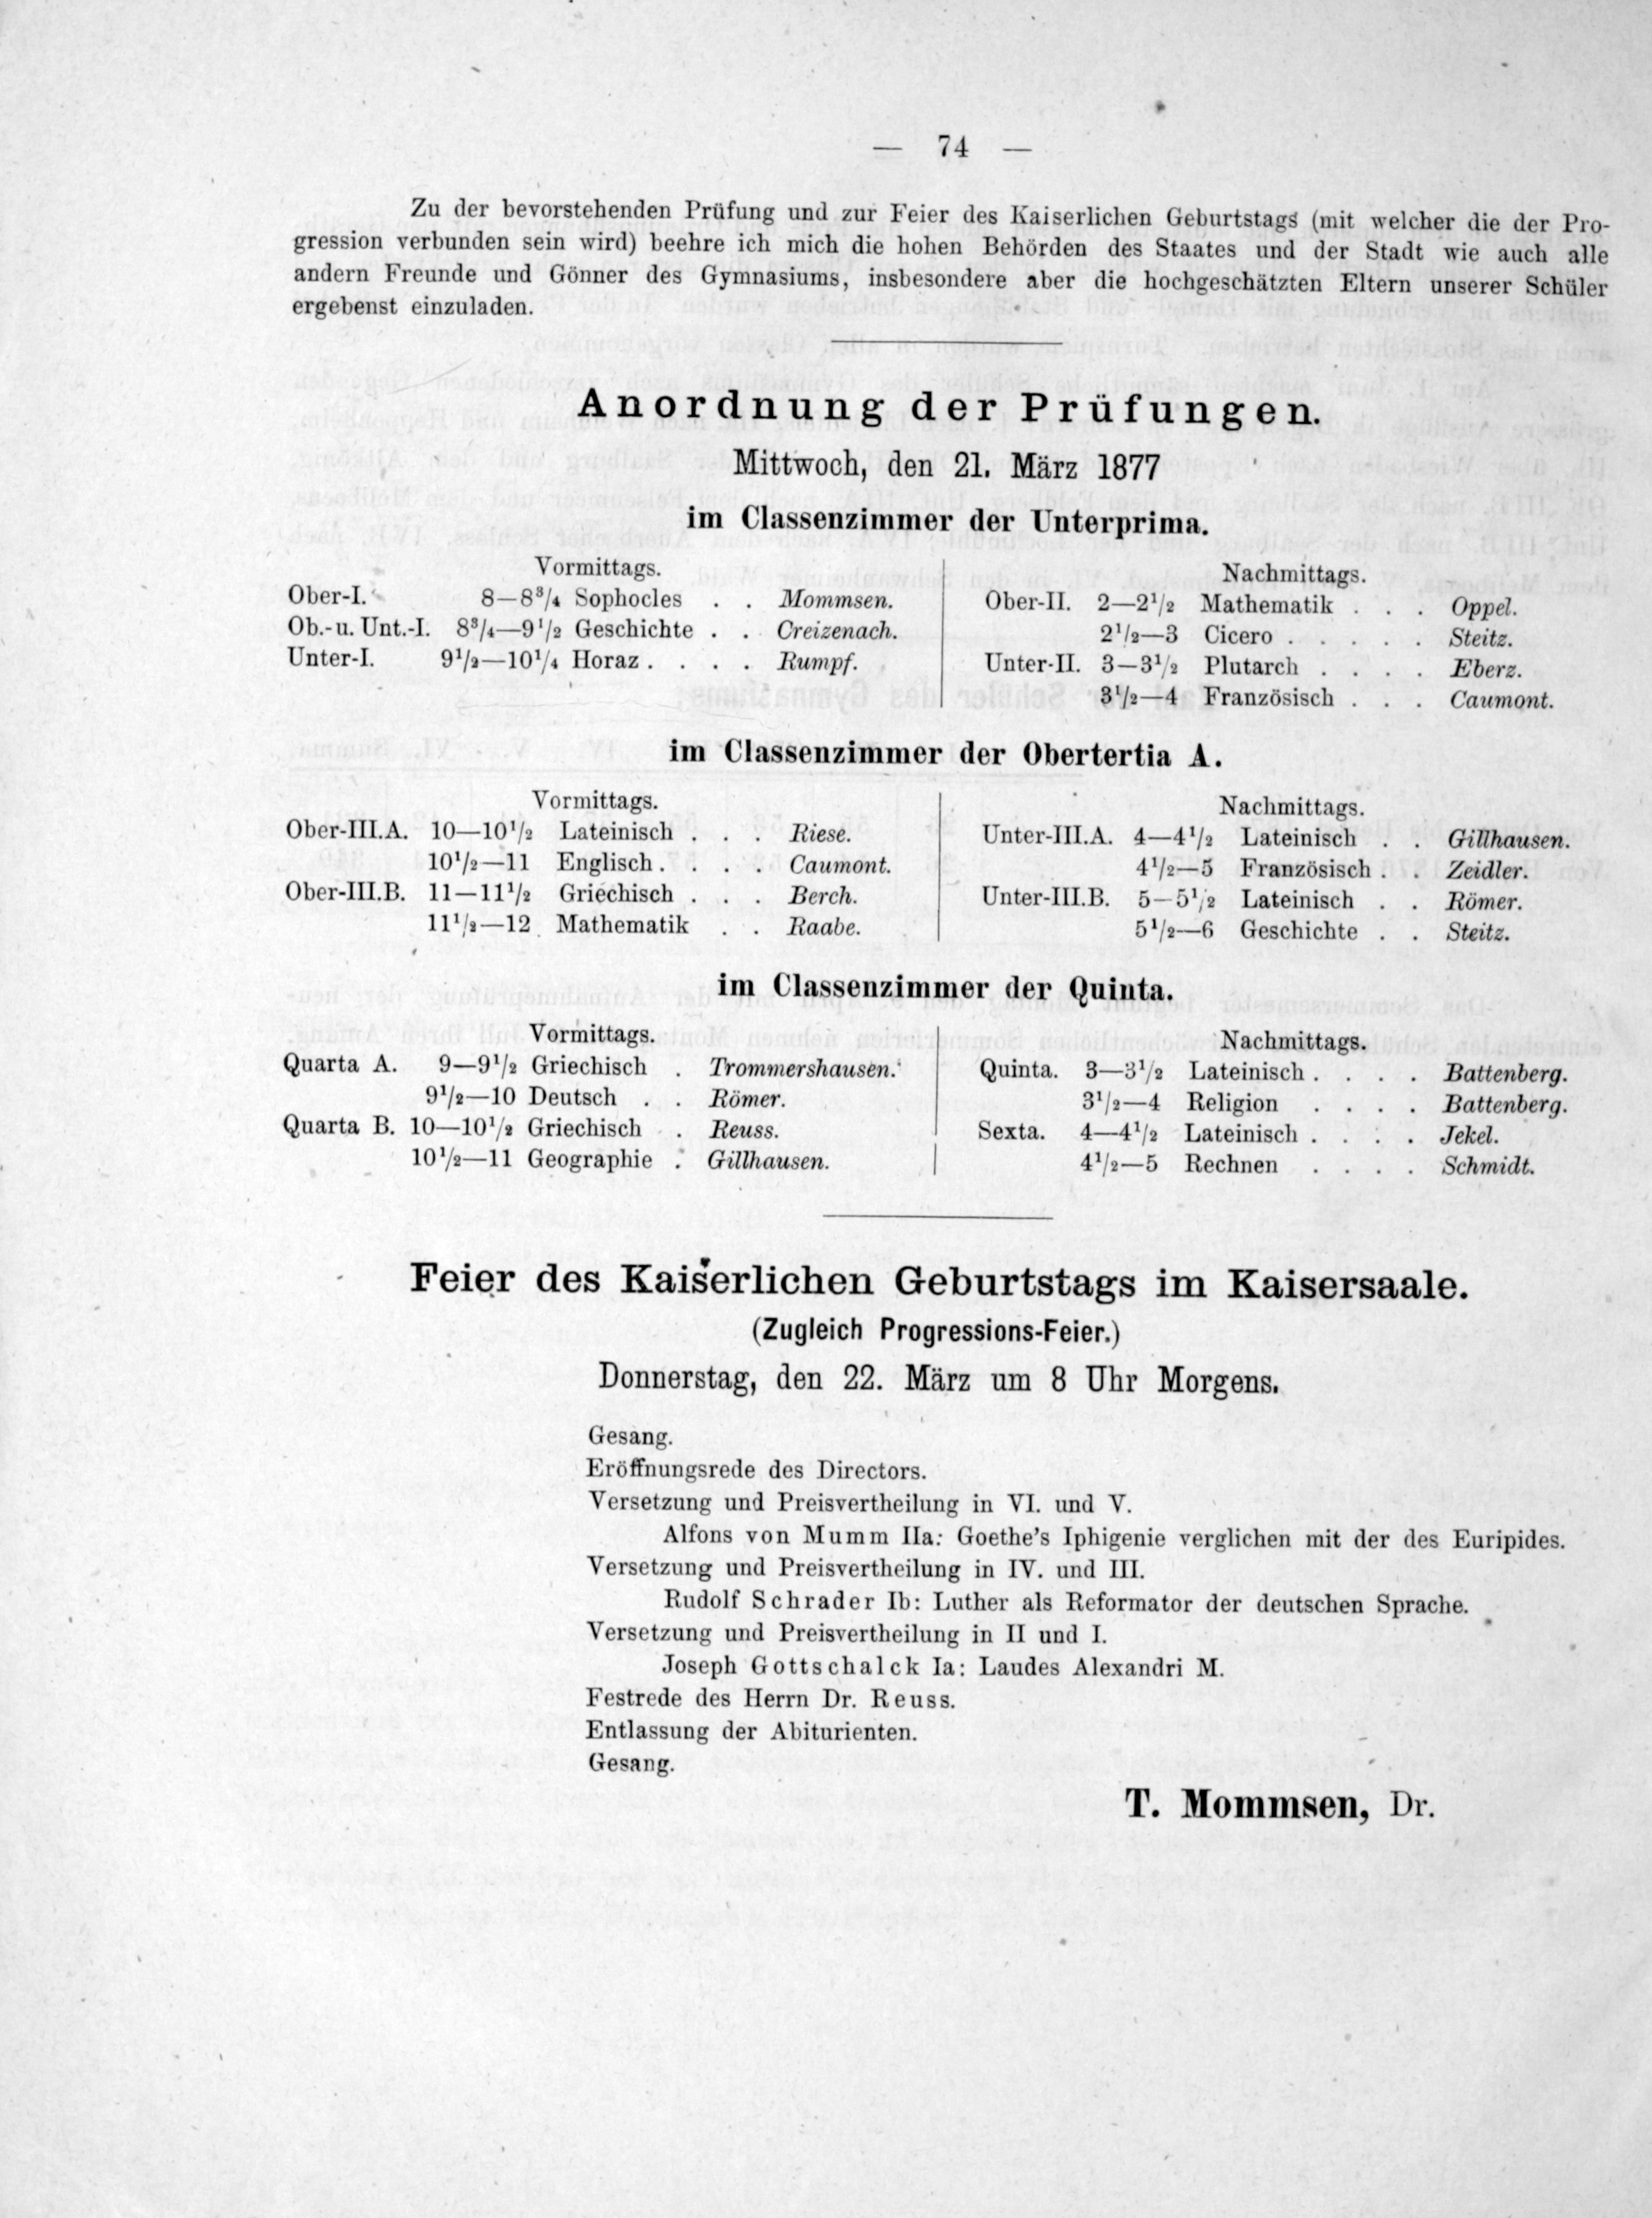 — 74 —
Zu der bevorstehenden Prüfung und zur Feier des Kaiserlichen Geburtstags (mit welcher die der Pro-
gression verbunden sein wird) beehre ich mich die hohen Behörden des Staates und der Stadt wie auch alle
andern Freunde und Gönner des Gymnasiums, insbesondere aber die hochgeschätzten Eltern unserer Schüler
ergebenst einzuladen.
Anordnung der Prüfungen.
Mittwoch, den 21. März 1877
im Classenzimmer der Unterprima.
Vormittags.
Ober-I. 8—8³/₄ Sophocles . . Mommsen.
Ob.-u. Unt.-I. 8³/₄—9¹/₂ Geschichte . . Creizenach.
Unter-I. 9¹/₂—10¹/₄ Horaz . . . . Rumpf.
Nachmittags.
Ober-II. 2—2¹/₂ Mathematik . . . Oppel.
2¹/₂—3 Cicero . . . . . Steitz.
Unter-II. 3—3¹/₂ Plutarch . . . . Eberz.
3¹/₂—4 Französisch . . . Caumont.
im Classenzimmer der Obertertia A.
Vormittags.
Ober-III.A. 10—10¹/₂ Lateinisch . . . Riese.
10¹/₂—11 Englisch . . . . Caumont.
Ober-III.B. 11—11¹/₂ Griechisch . . . Berch.
11¹/₂—12 Mathematik . . Raabe.
Nachmittags.
Unter-III.A. 4—4¹/₂ Lateinisch . . Gillhausen.
4¹/₂—5 Französisch . . Zeidler.
Unter-III.B. 5—5¹/₂ Lateinisch . . Römer.
5¹/₂—6 Geschichte . . Steitz.
im Classenzimmer der Quinta.
Vormittags.
Quarta A. 9—9¹/₂ Griechisch . Trommershausen.
9¹/₂—10 Deutsch . . Römer.
Quarta B. 10—10¹/₂ Griechisch . Reuss.
10¹/₂—11 Geographie . Gillhausen.
Nachmittags.
Quinta. 3—3¹/₂ Lateinisch . . . . Battenberg.
3¹/₂—4 Religion . . . . Battenberg.
Sexta. 4—4¹/₂ Lateinisch . . . . Jekel.
4¹/₂—5 Rechnen . . . . Schmidt.
Feier des Kaiserlichen Geburtstags im Kaisersaale.
(Zugleich Progressions-Feier.)
Donnerstag, den 22. März um 8 Uhr Morgens.
Gesang.
Eröffnungsrede des Directors.
Versetzung und Preisvertheilung in VI. und V.
Alfons von Mumm IIa: Goethe's Iphigenie verglichen mit der des Euripides.
Versetzung und Preisvertheilung in IV. und III.
Rudolf Schrader Ib: Luther als Reformator der deutschen Sprache.
Versetzung und Preisvertheilung in II und I.
Joseph Gottschalck Ia: Laudes Alexandri M.
Festrede des Herrn Dr. Reuss.
Entlassung der Abiturienten.
Gesang.
T. Mommsen, Dr.